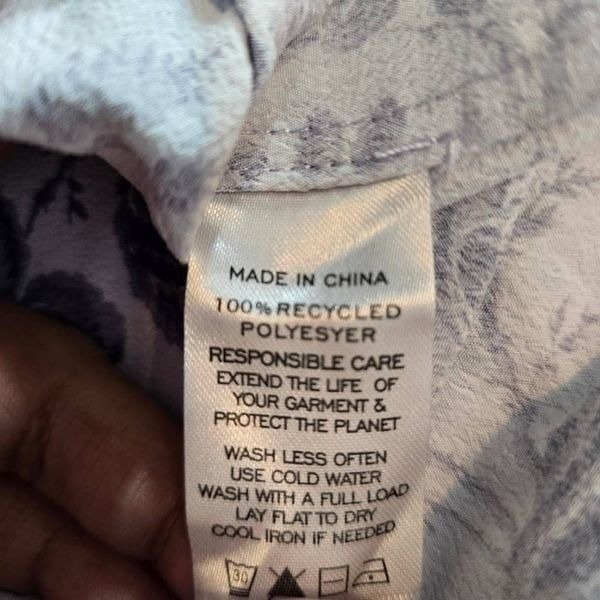 MADE IN CHINA
100% RECYCLED
POLYESYER
RESPONSIBLE CARE
EXTEND THE LIFE OF
YOUR GARMENT &
PROTECT THE PLANET
WASH LESS OFTEN
USE COLD WATER
WASH WITH A FULL LOAD
LAY FLAT TO DRY
COOL IRON IF NEEDED
30